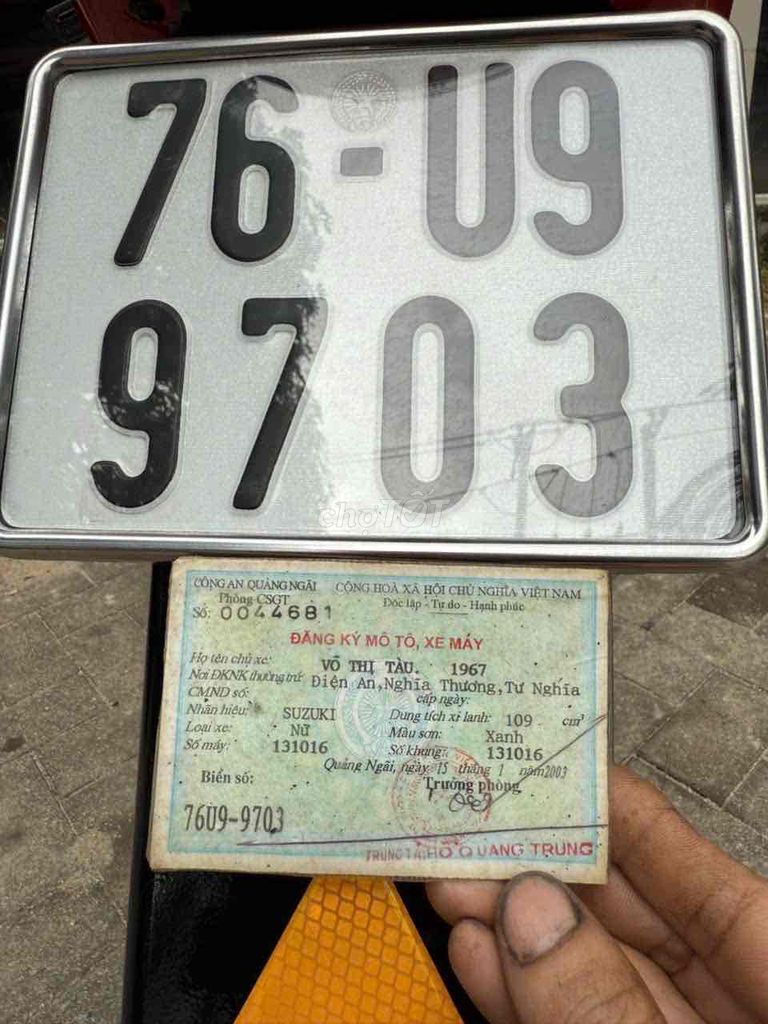 76-U9
9703
chợTỐT
CÔNG AN QUẢNG NGÃI CỘNG HOÀ XÃ HỘI CHỦ NGHĨA VIỆT NAM
Phòng CSGT Độc lập - Tự do - Hạnh phúc
Số: 0044681
ĐĂNG KÝ MÔ TÔ, XE MÁY
Họ tên chủ xe: VÕ THỊ TÀU. 1967
Nơi ĐKNK thường trú: Điện An,Nghĩa Thương,Tư Nghĩa
CMND số: cấp ngày:
Nhãn hiệu: SUZUKI Dung tích xi lanh: 109 cm³
Loại xe: Nữ Màu sơn: Xanh
Số máy: 131016 Số khung: 131016
Quảng Ngãi, ngày 15 tháng 1 năm 2003
Biển số: Trưởng phòng
76U9-9703
TRUNG TÁ HỒ QUANG TRUNG